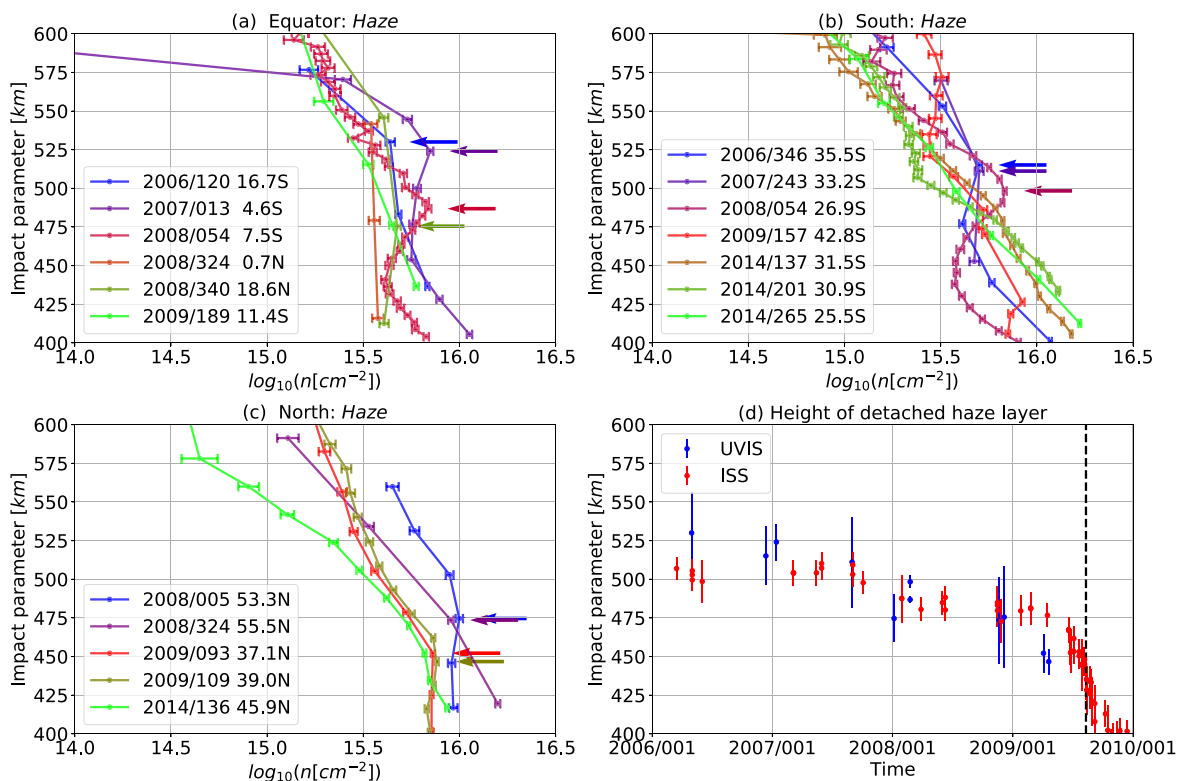 (a) Equator: Haze
600
575
550
525
500
475
450
425
400
Impact parameter [km]
2006/120 16.7S
2007/013 4.6S
2008/054 7.5S
2008/324 0.7N
2008/340 18.6N
2009/189 11.4S
14.0 14.5 15.0 15.5 16.0 16.5
log10(n[cm−2])
(b) South: Haze
600
575
550
525
500
475
450
425
400
Impact parameter [km]
2006/346 35.5S
2007/243 33.2S
2008/054 26.9S
2009/157 42.8S
2014/137 31.5S
2014/201 30.9S
2014/265 25.5S
14.0 14.5 15.0 15.5 16.0 16.5
log10(n[cm−2])
(c) North: Haze
600
575
550
525
500
475
450
425
400
Impact parameter [km]
2008/005 53.3N
2008/324 55.5N
2009/093 37.1N
2009/109 39.0N
2014/136 45.9N
14.0 14.5 15.0 15.5 16.0 16.5
log10(n[cm−2])
(d) Height of detached haze layer
600
575
550
525
500
475
450
425
400
Impact parameter [km]
UVIS
ISS
2006/001 2007/001 2008/001 2009/001 2010/001
Time